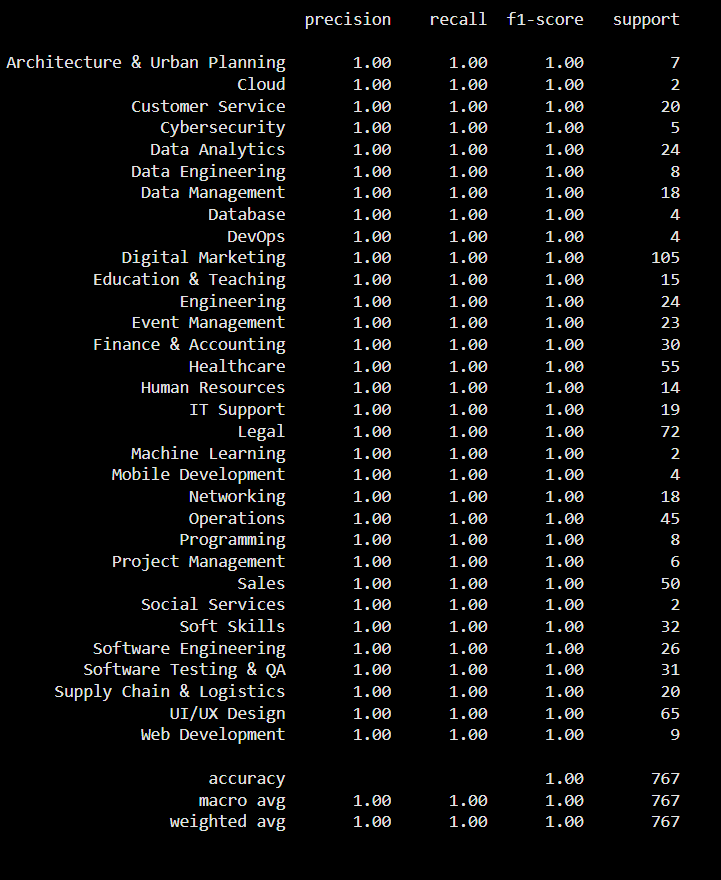 precision recall f1-score support
Architecture & Urban Planning 1.00 1.00 1.00 7
Cloud 1.00 1.00 1.00 2
Customer Service 1.00 1.00 1.00 20
Cybersecurity 1.00 1.00 1.00 5
Data Analytics 1.00 1.00 1.00 24
Data Engineering 1.00 1.00 1.00 8
Data Management 1.00 1.00 1.00 18
Database 1.00 1.00 1.00 4
DevOps 1.00 1.00 1.00 4
Digital Marketing 1.00 1.00 1.00 105
Education & Teaching 1.00 1.00 1.00 15
Engineering 1.00 1.00 1.00 24
Event Management 1.00 1.00 1.00 23
Finance & Accounting 1.00 1.00 1.00 30
Healthcare 1.00 1.00 1.00 55
Human Resources 1.00 1.00 1.00 14
IT Support 1.00 1.00 1.00 19
Legal 1.00 1.00 1.00 72
Machine Learning 1.00 1.00 1.00 2
Mobile Development 1.00 1.00 1.00 4
Networking 1.00 1.00 1.00 18
Operations 1.00 1.00 1.00 45
Programming 1.00 1.00 1.00 8
Project Management 1.00 1.00 1.00 6
Sales 1.00 1.00 1.00 50
Social Services 1.00 1.00 1.00 2
Soft Skills 1.00 1.00 1.00 32
Software Engineering 1.00 1.00 1.00 26
Software Testing & QA 1.00 1.00 1.00 31
Supply Chain & Logistics 1.00 1.00 1.00 20
UI/UX Design 1.00 1.00 1.00 65
Web Development 1.00 1.00 1.00 9
accuracy 1.00 767
macro avg 1.00 1.00 1.00 767
weighted avg 1.00 1.00 1.00 767